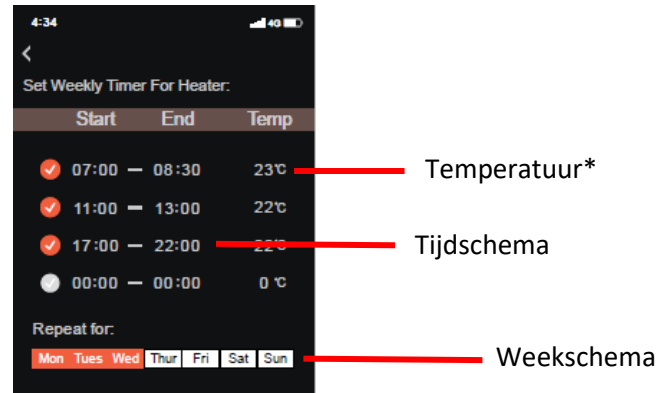 4:34 4G
Set Weekly Timer For Heater:
Start End Temp
07:00 — 08:30 23℃ Temperatuur*
11:00 — 13:00 22℃
17:00 — 22:00 22℃ Tijdschema
00:00 — 00:00 0 ℃
Repeat for:
Mon Tues Wed Thur Fri Sat Sun Weekschema